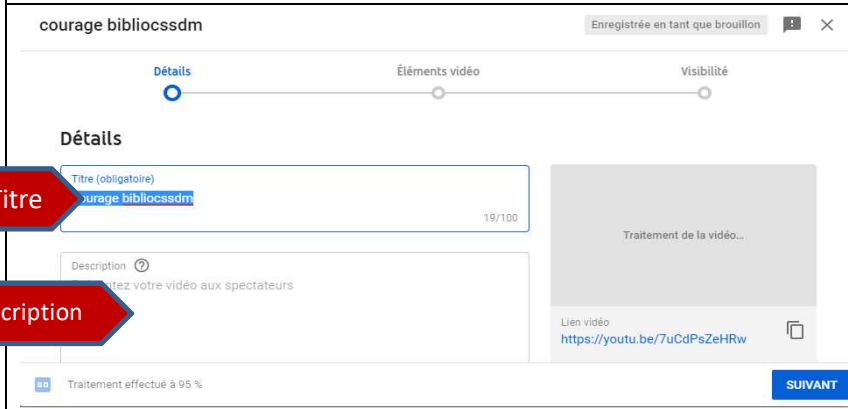 courage bibliocssdm
Enregistrée en tant que brouillon
Détails
Éléments vidéo
Visibilité
Détails
Titre (obligatoire)
ourage bibliocssdm
19/100
Titre
Traitement de la vidéo...
Description
ntez votre vidéo aux spectateurs
cription
Lien vidéo
https://youtu.be/7uCdPsZeHRw
Traitement effectué à 95 %
SUIVANT